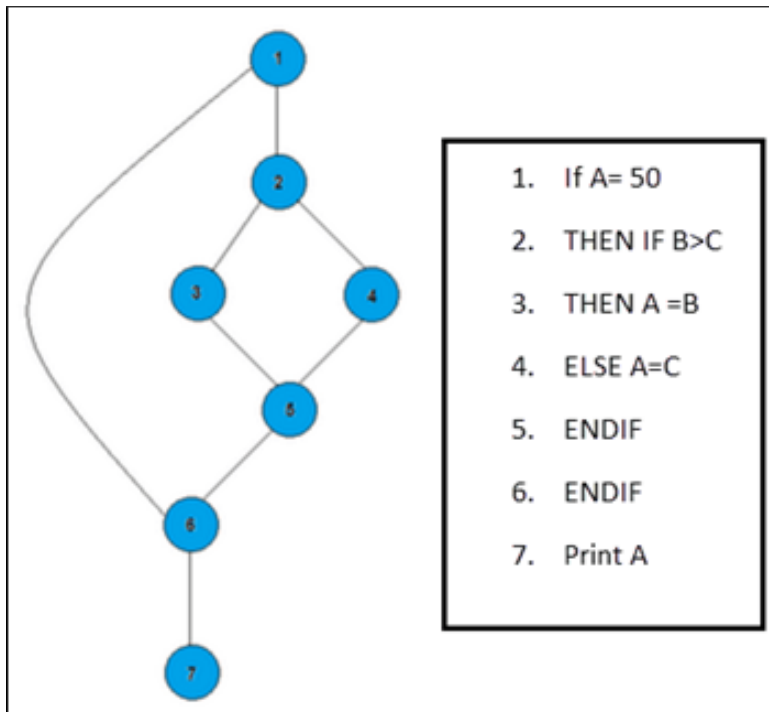 1
2
3
4
5
6
7
1. If A= 50
2. THEN IF B>C
3. THEN A =B
4. ELSE A=C
5. ENDIF
6. ENDIF
7. Print A